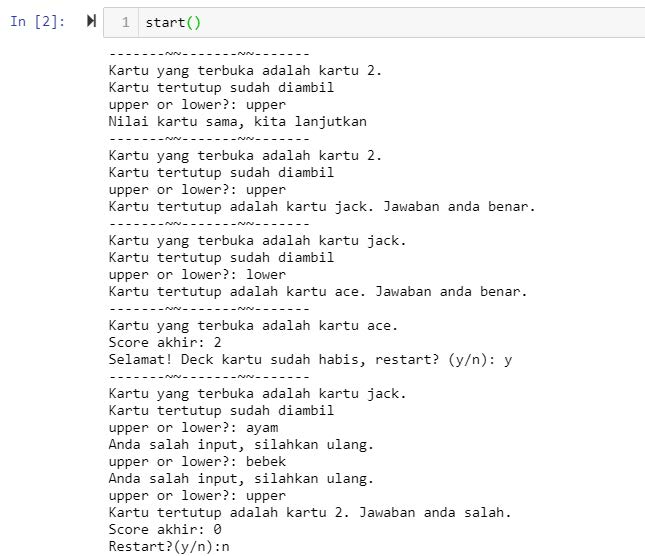 In [2]: 1 start()
-------~~-------~~-------
Kartu yang terbuka adalah kartu 2.
Kartu tertutup sudah diambil
upper or lower?: upper
Nilai kartu sama, kita lanjutkan
-------~~-------~~-------
Kartu yang terbuka adalah kartu 2.
Kartu tertutup sudah diambil
upper or lower?: upper
Kartu tertutup adalah kartu jack. Jawaban anda benar.
-------~~-------~~-------
Kartu yang terbuka adalah kartu jack.
Kartu tertutup sudah diambil
upper or lower?: lower
Kartu tertutup adalah kartu ace. Jawaban anda benar.
-------~~-------~~-------
Kartu yang terbuka adalah kartu ace.
Score akhir: 2
Selamat! Deck kartu sudah habis, restart? (y/n): y
-------~~-------~~-------
Kartu yang terbuka adalah kartu jack.
Kartu tertutup sudah diambil
upper or lower?: ayam
Anda salah input, silahkan ulang.
upper or lower?: bebek
Anda salah input, silahkan ulang.
upper or lower?: upper
Kartu tertutup adalah kartu 2. Jawaban anda salah.
Score akhir: 0
Restart?(y/n):n